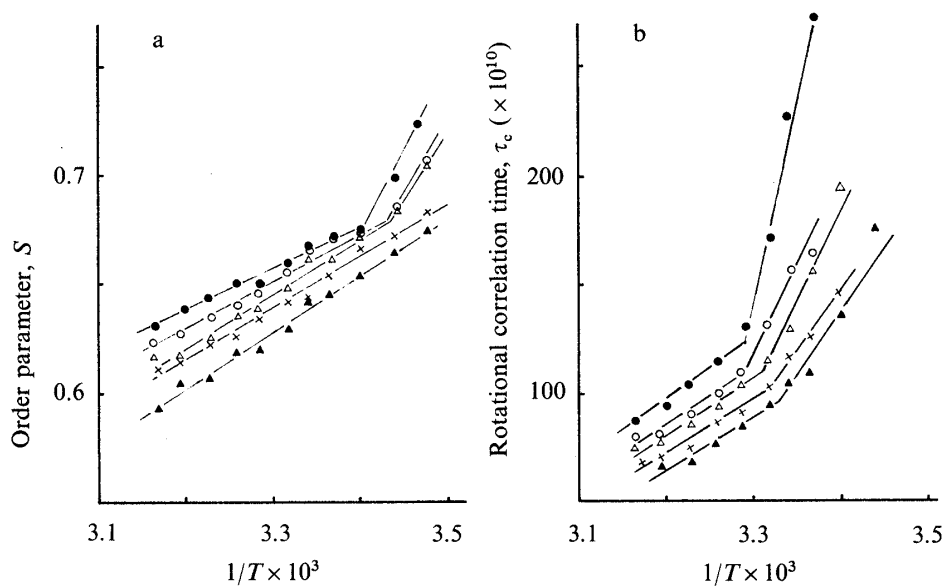 a
Order parameter, S
0.7
0.6
3.1
3.3
3.5
1/T × 10³
b
Rotational correlation time, τc ( × 10¹⁰)
200
100
3.1
3.3
3.5
1/T × 10³